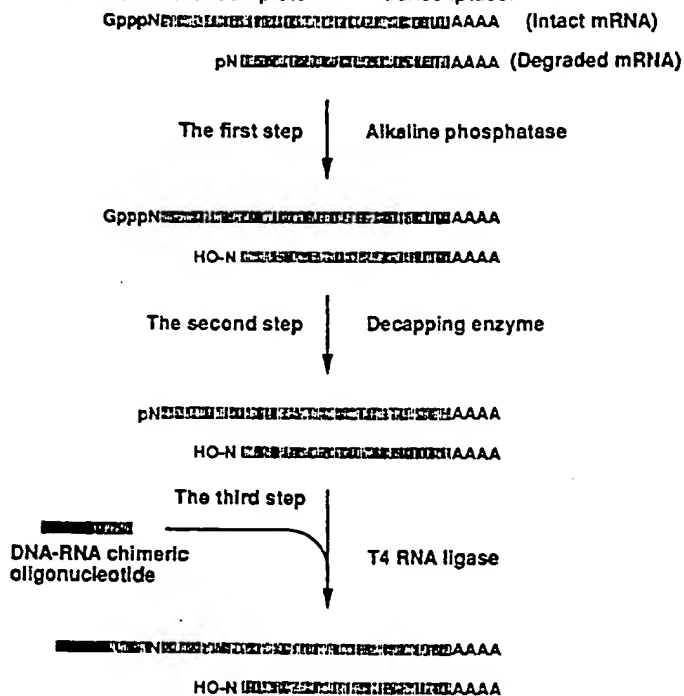 GpppN AAAA (Intact mRNA)
pN AAAA (Degraded mRNA)
The first step Alkaline phosphatase
GpppN AAAA
HO-N AAAA
The second step Decapping enzyme
pN AAAA
HO-N AAAA
The third step
DNA-RNA chimeric
oligonucleotide
T4 RNA ligase
N AAAA
HO-N AAAA